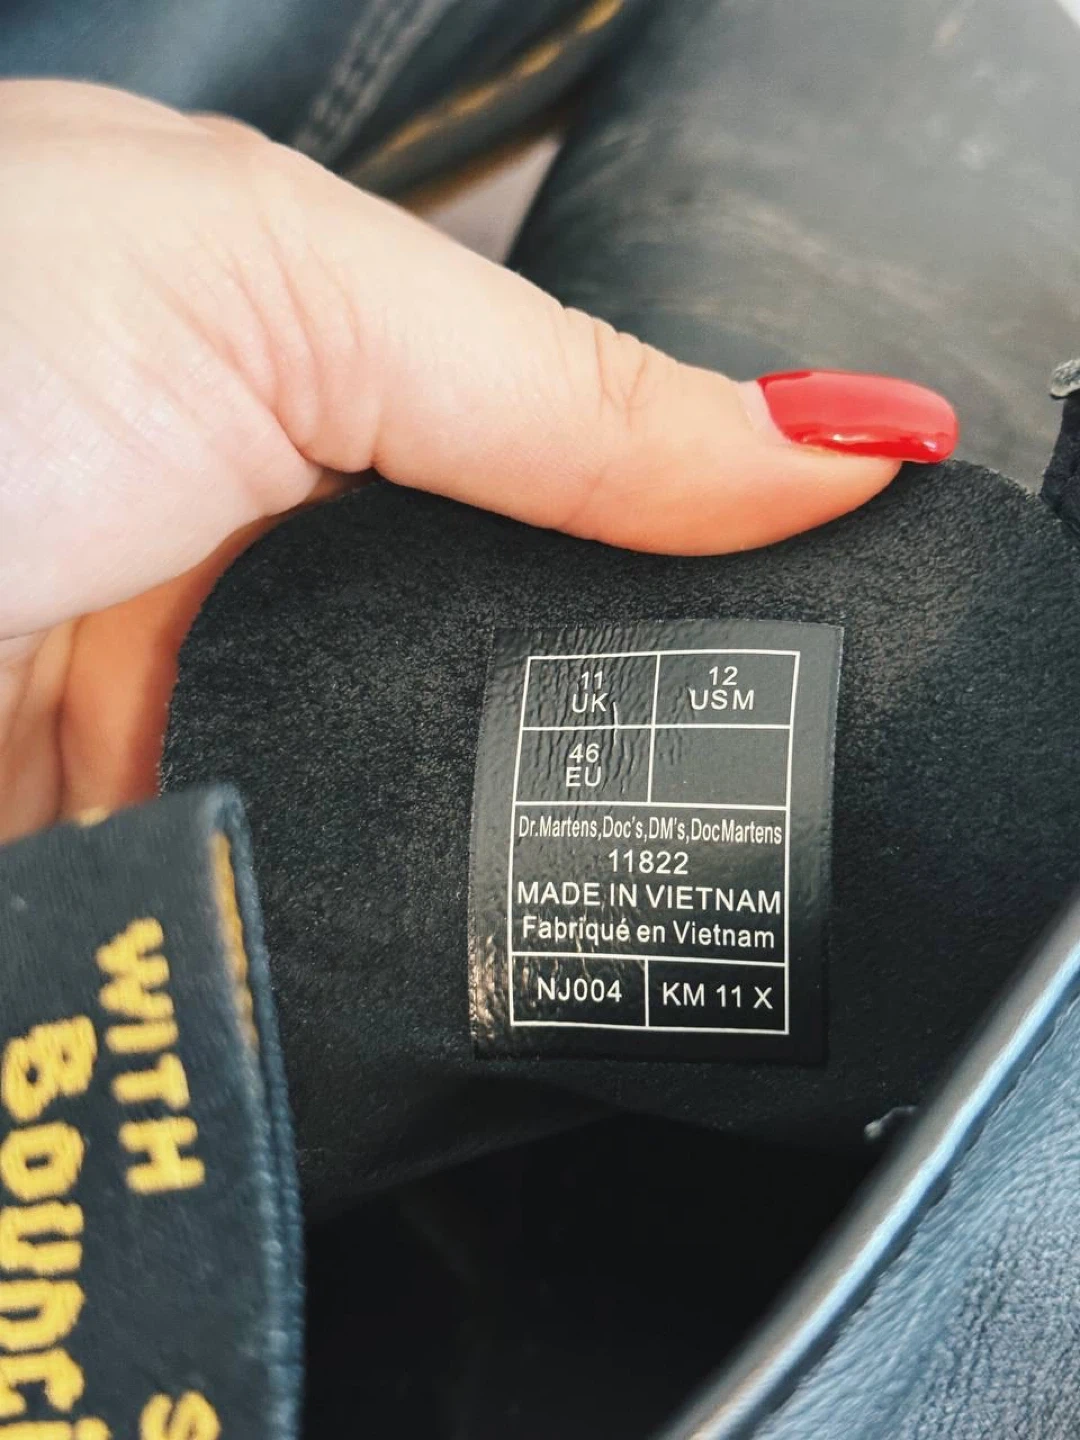 11
UK
12
USM
46
EU
Dr.Martens,Doc's,DM's,DocMartens
11822
MADE IN VIETNAM
Fabriqué en Vietnam
NJ004
KM 11 X
WITH